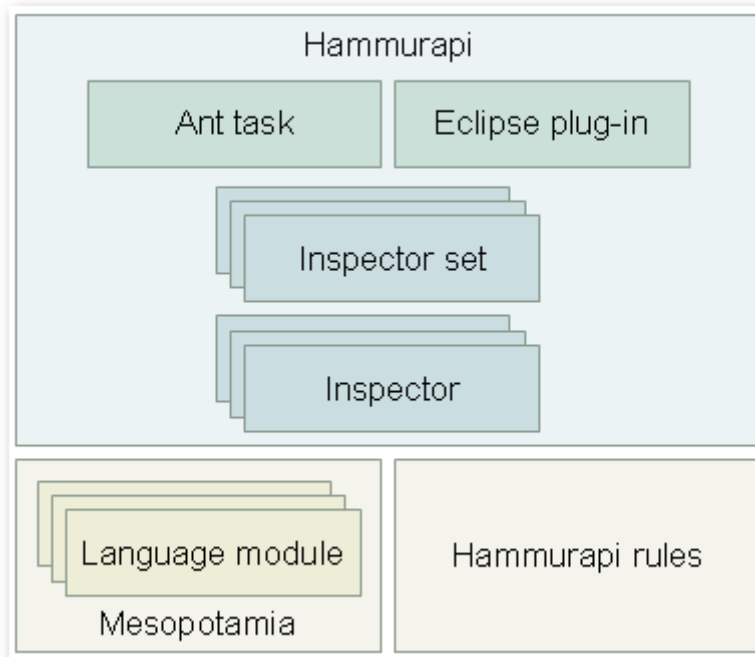 Hammurapi
Ant task
Eclipse plug-in
Inspector set
Inspector
Language module
Mesopotamia
Hammurapi rules